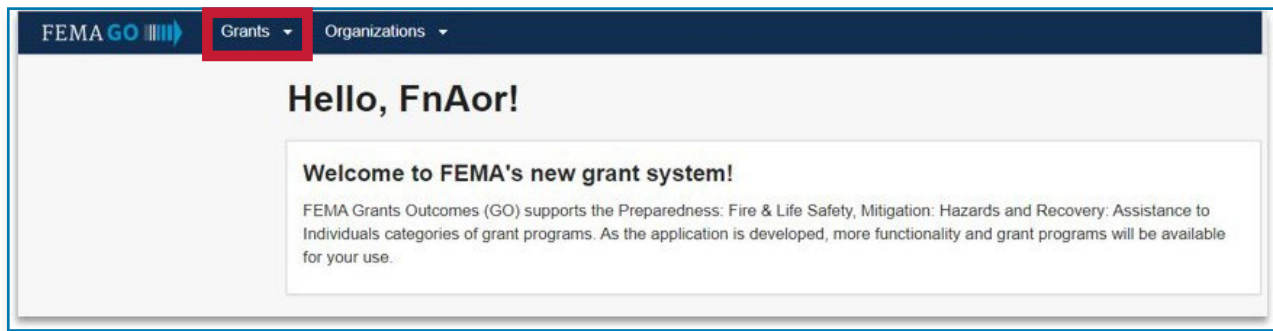 FEMA GO Grants Organizations
Hello, FnAor!
Welcome to FEMA's new grant system!
FEMA Grants Outcomes (GO) supports the Preparedness: Fire & Life Safety, Mitigation: Hazards and Recovery: Assistance to
Individuals categories of grant programs. As the application is developed, more functionality and grant programs will be available
for your use.